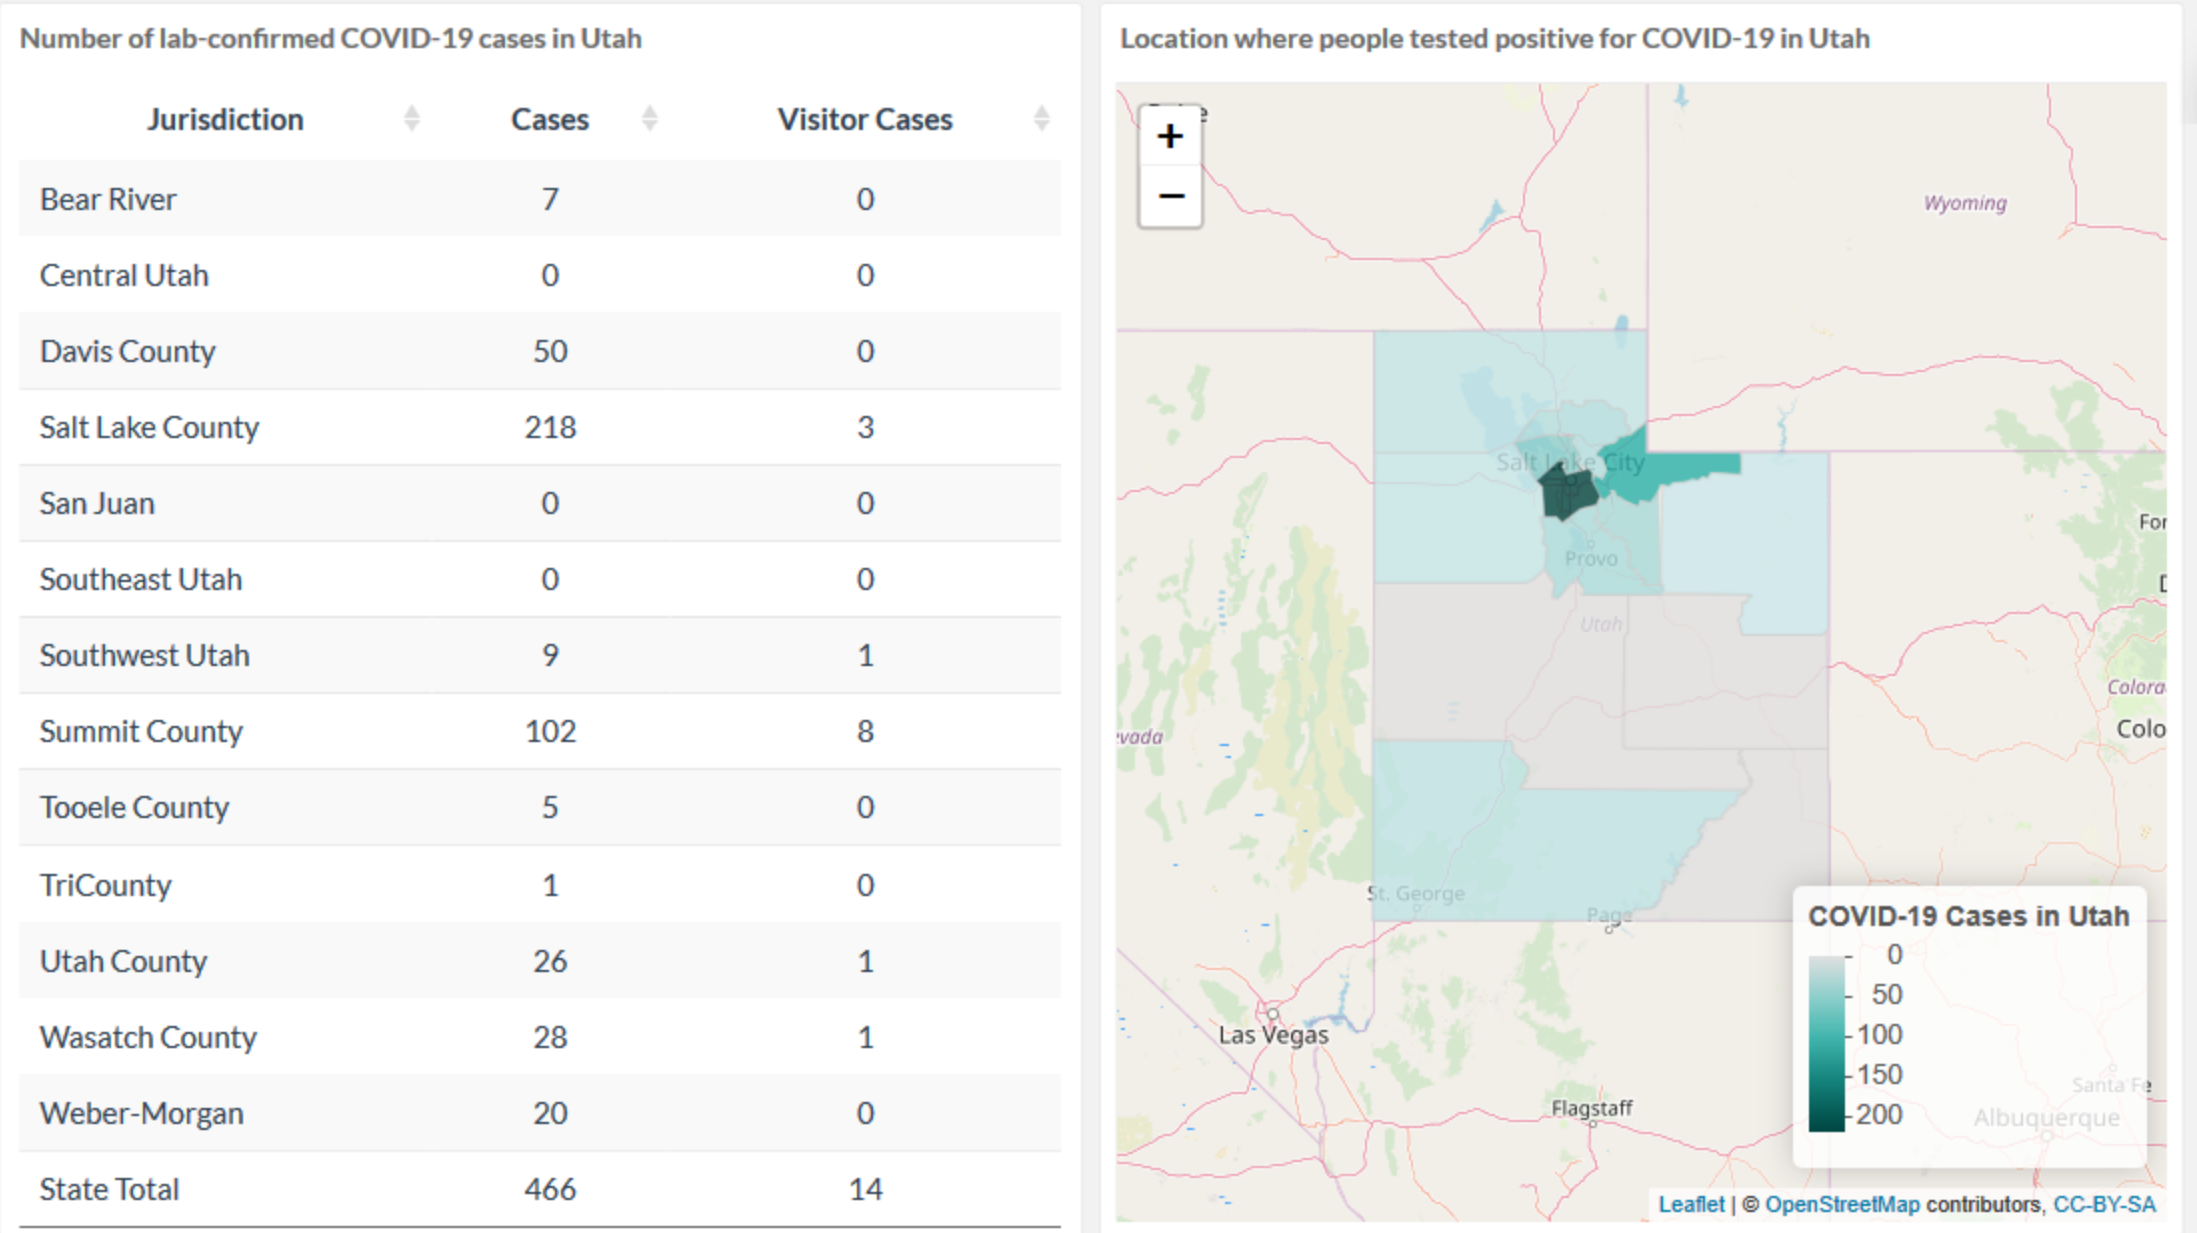 Number of lab-confirmed COVID-19 cases in Utah
Jurisdiction Cases Visitor Cases
Bear River 7 0
Central Utah 0 0
Davis County 50 0
Salt Lake County 218 3
San Juan 0 0
Southeast Utah 0 0
Southwest Utah 9 1
Summit County 102 8
Tooele County 5 0
TriCounty 1 0
Utah County 26 1
Wasatch County 28 1
Weber-Morgan 20 0
State Total 466 14
Location where people tested positive for COVID-19 in Utah
+
−
Wyoming
Salt Lake City
For
Provo
D
Utah
Colora
Colo
evada
St. George
Page
Las Vegas
Flagstaff
COVID-19 Cases in Utah
0
50
100
150
200
Santa Fe
Albuquerque
Leaflet | © OpenStreetMap contributors, CC-BY-SA